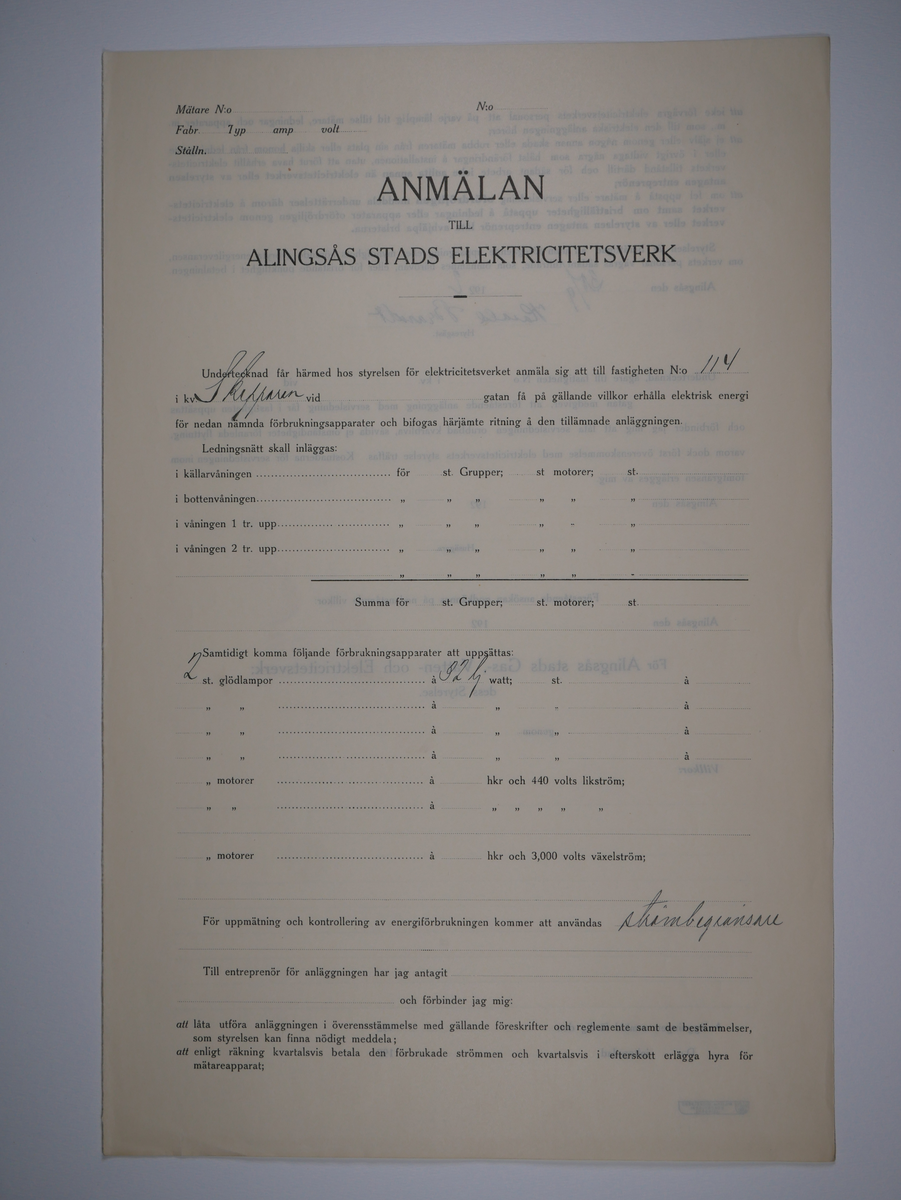 Mätare N:o N:o
Fabr. Typ amp volt
Ställn.
ANMÄLAN
TILL
ALINGSÅS STADS ELEKTRICITETSVERK
Undertecknad får härmed hos styrelsen för elektricitetsverket anmäla sig att till fastigheten N:o 114
i kv Skepparen vid gatan få på gällande villkor erhålla elektrisk energi
för nedan nämnda förbrukningsapparater och bifogas härjämte ritning å den tillämnade anläggningen.
Ledningsnätt skall inläggas:
i källarvåningen för st. Grupper; st motorer; st.
i bottenvåningen „ „ „ „ „ „
i våningen 1 tr. upp „ „ „ „ „ „
i våningen 2 tr. upp „ „ „ „ „ „
„ „ „ „ „ „
Summa för st. Grupper; st. motorer; st.
Samtidigt komma följande förbrukningsapparater att uppsättas:
2 st. glödlampor à 32 lj watt; st. à
„ „ à „ „ à
„ „ à „ „ à
„ „ à „ „ à
„ motorer à hkr och 440 volts likström;
„ „ à „ „ „ „ „
„ motorer à hkr och 3,000 volts växelström;
För uppmätning och kontrollering av energiförbrukningen kommer att användas strömbegränsare
Till entreprenör för anläggningen har jag antagit
och förbinder jag mig:
att låta utföra anläggningen i överensstämmelse med gällande föreskrifter och reglemente samt de bestämmelser,
som styrelsen kan finna nödigt meddela;
att enligt räkning kvartalsvis betala den förbrukade strömmen och kvartalsvis i efterskott erlägga hyra för
mätareapparat;